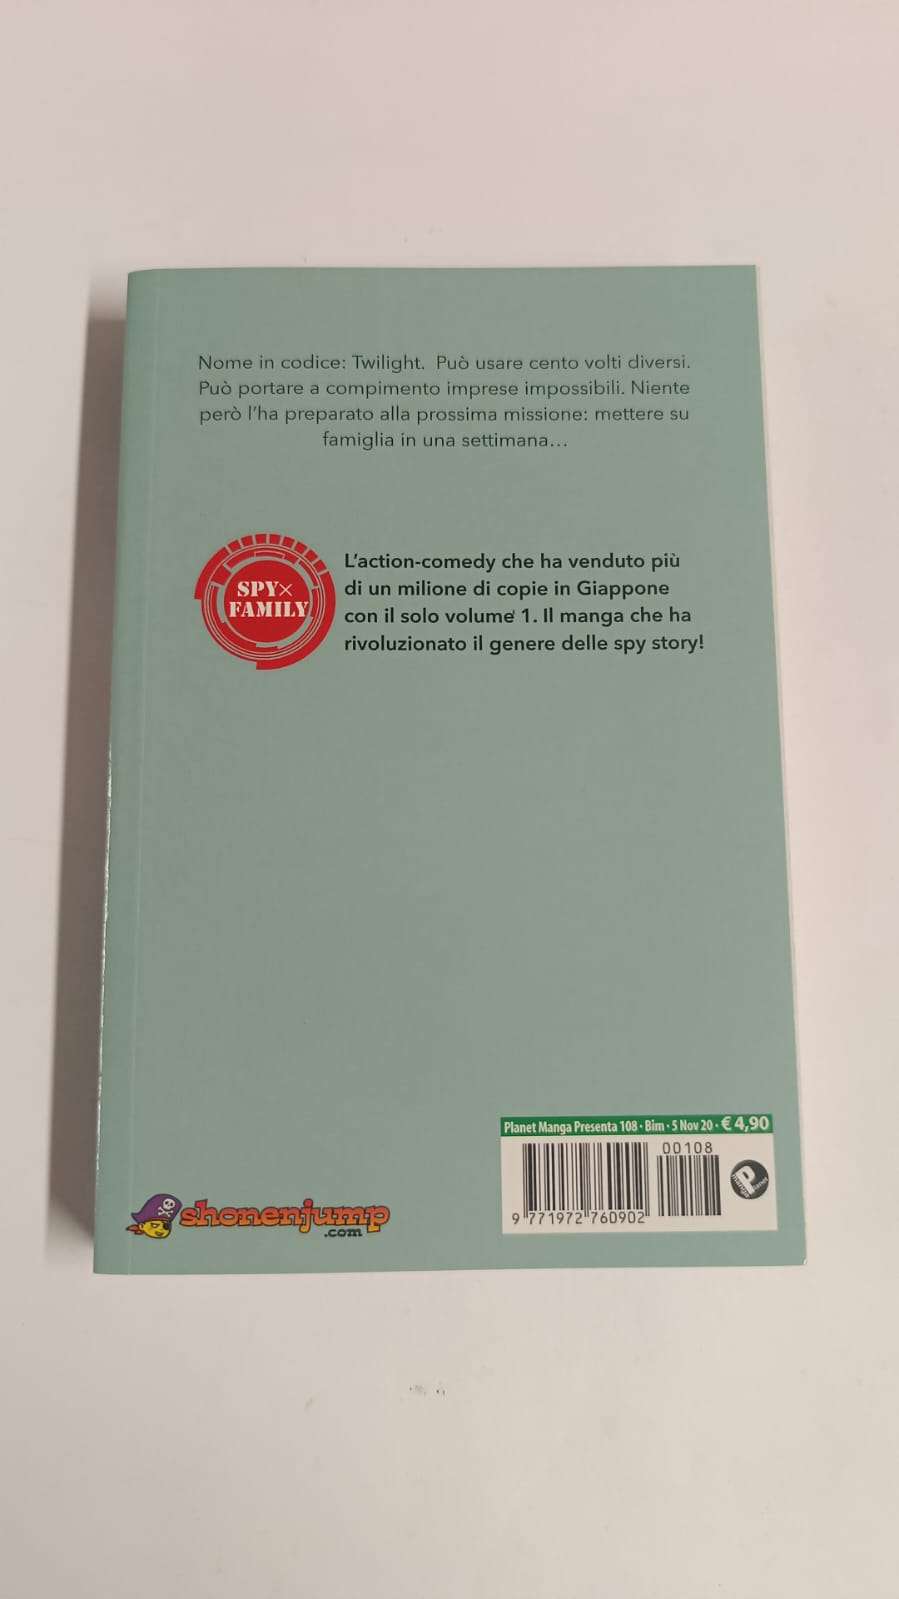 Nome in codice: Twilight. Può usare cento volti diversi.
Può portare a compimento imprese impossibili. Niente
però l'ha preparato alla prossima missione: mettere su
famiglia in una settimana...
SPY×
FAMILY
L'action-comedy che ha venduto più
di un milione di copie in Giappone
con il solo volume 1. Il manga che ha
rivoluzionato il genere delle spy story!
Planet Manga Presenta 108 • Bim • 5 Nov 20 • € 4,90
00108
9 771972 760902
shonenjump
.com